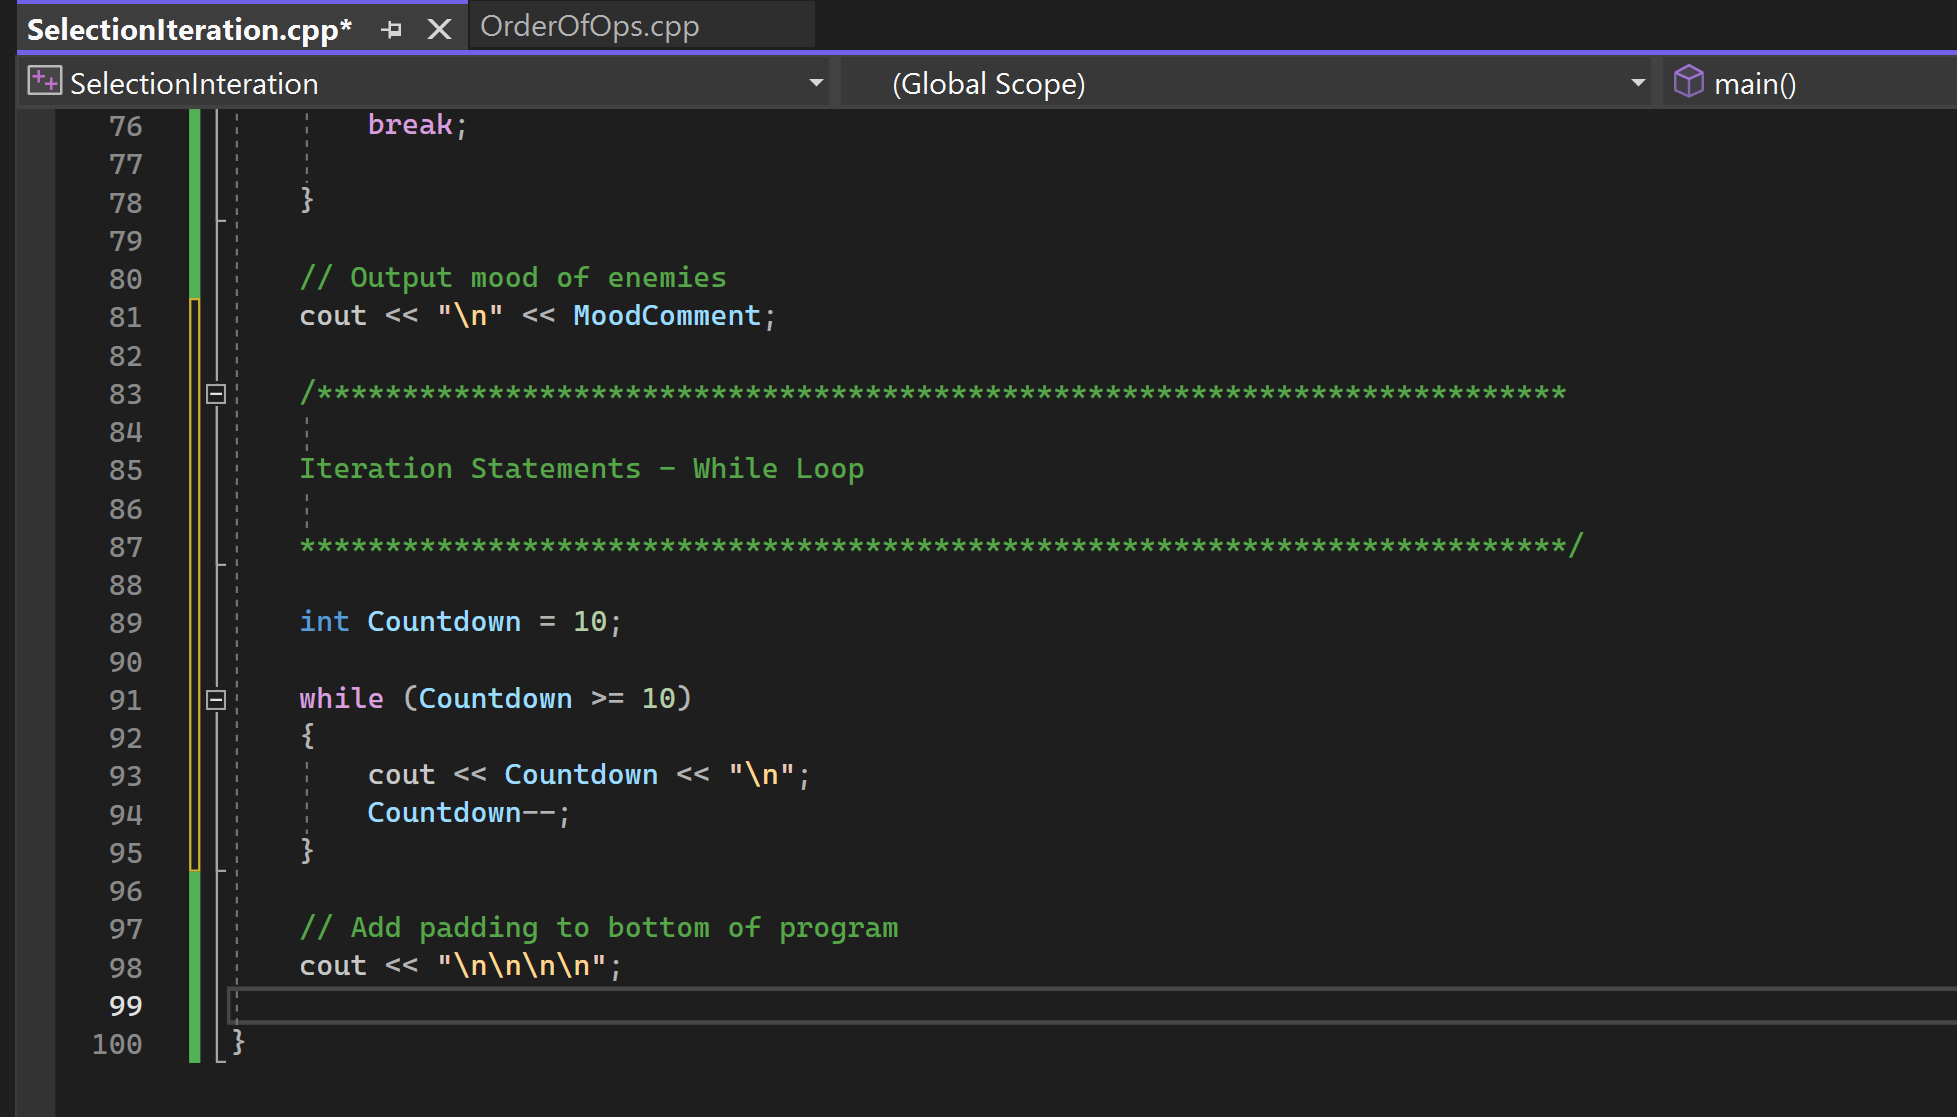 SelectionIteration.cpp* OrderOfOps.cpp
SelectionInteration (Global Scope) main()
76 break;
77
78 }
79
80 // Output mood of enemies
81 cout << "\n" << MoodComment;
82
83 /*************************************************************************
84
85 Iteration Statements - While Loop
86
87 **************************************************************************/
88
89 int Countdown = 10;
90
91 while (Countdown >= 10)
92 {
93 cout << Countdown << "\n";
94 Countdown--;
95 }
96
97 // Add padding to bottom of program
98 cout << "\n\n\n\n";
99
100 }